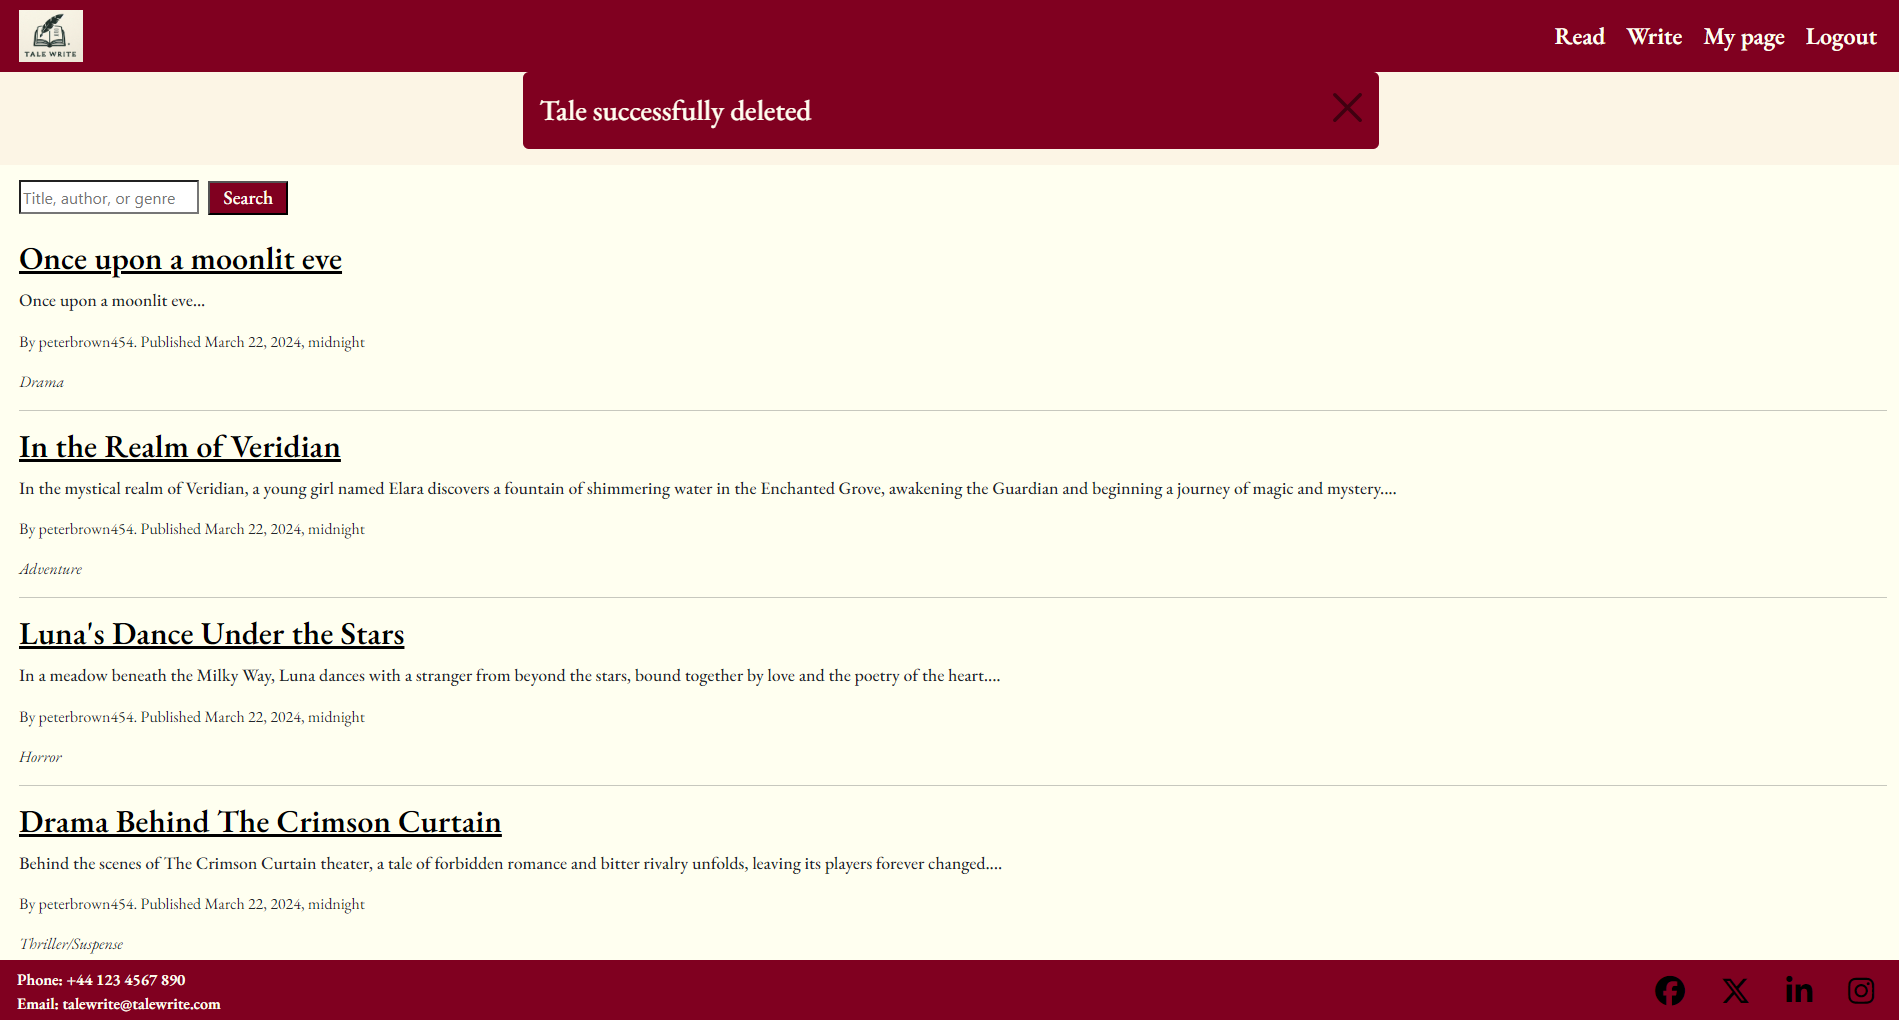 TALE WRITE
Read Write My page Logout
Tale successfully deleted
Title, author, or genre Search
Once upon a moonlit eve
Once upon a moonlit eve...
By peterbrown454. Published March 22, 2024, midnight
Drama
In the Realm of Veridian
In the mystical realm of Veridian, a young girl named Elara discovers a fountain of shimmering water in the Enchanted Grove, awakening the Guardian and beginning a journey of magic and mystery....
By peterbrown454. Published March 22, 2024, midnight
Adventure
Luna's Dance Under the Stars
In a meadow beneath the Milky Way, Luna dances with a stranger from beyond the stars, bound together by love and the poetry of the heart....
By peterbrown454. Published March 22, 2024, midnight
Horror
Drama Behind The Crimson Curtain
Behind the scenes of The Crimson Curtain theater, a tale of forbidden romance and bitter rivalry unfolds, leaving its players forever changed....
By peterbrown454. Published March 22, 2024, midnight
Thriller/Suspense
Phone: +44 123 4567 890
Email: talewrite@talewrite.com